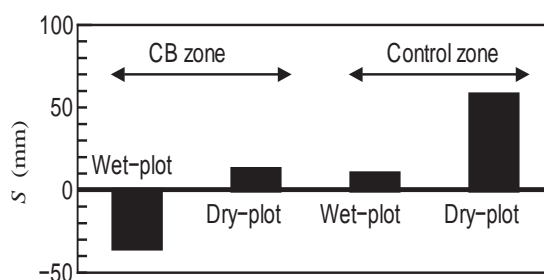 100
CB zone Control zone
50
Wet-plot
0
Dry-plot Wet-plot Dry-plot
-50
S (mm)